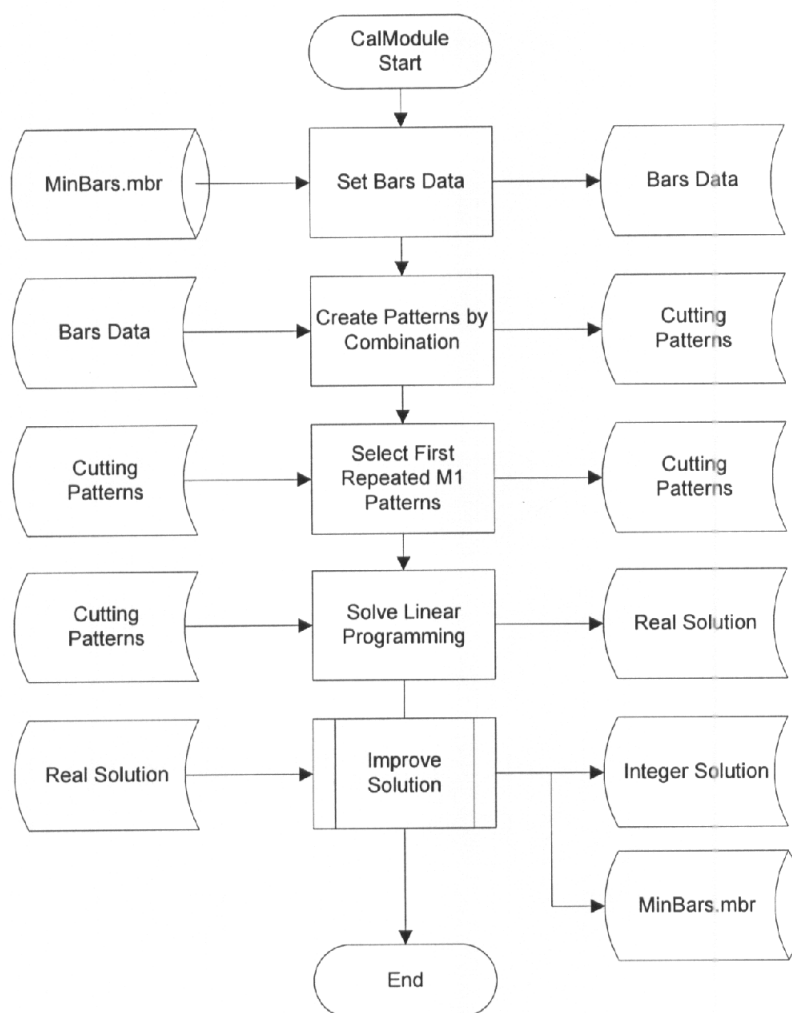 CalModule
Start
MinBars.mbr
Set Bars Data
Bars Data
Bars Data
Create Patterns by
Combination
Cutting
Patterns
Cutting
Patterns
Select First
Repeated M1
Patterns
Cutting
Patterns
Cutting
Patterns
Solve Linear
Programming
Real Solution
Real Solution
Improve
Solution
Integer Solution
MinBars.mbr
End